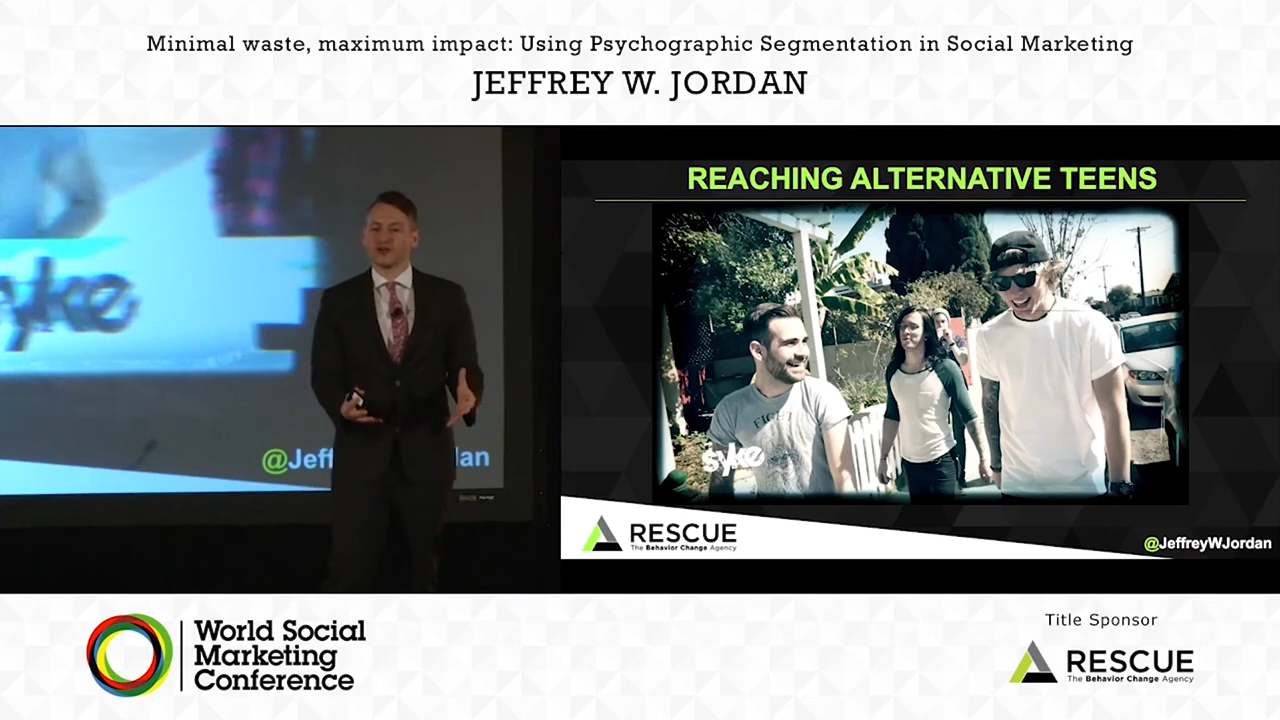 Minimal waste, maximum impact: Using Psychographic Segmentation in Social Marketing
JEFFREY W. JORDAN
REACHING ALTERNATIVE TEENS
syke
RESCUE
The Behavior Change Agency
@JeffreyWJordan
World Social
Marketing
Conference
Title Sponsor
RESCUE
The Behavior Change Agency